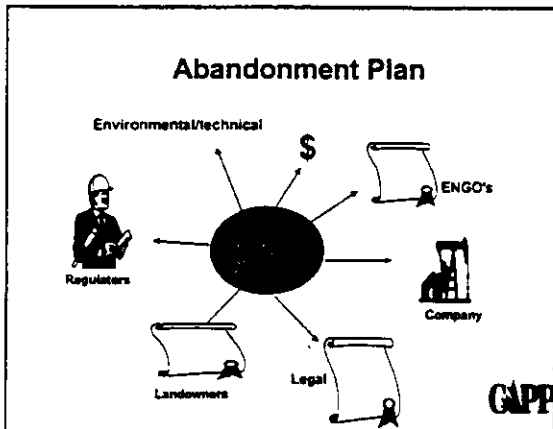 Abandonment Plan
Environmental/technical
$
ENGO's
Regulators
Company
Landowners
Legal
CAPP